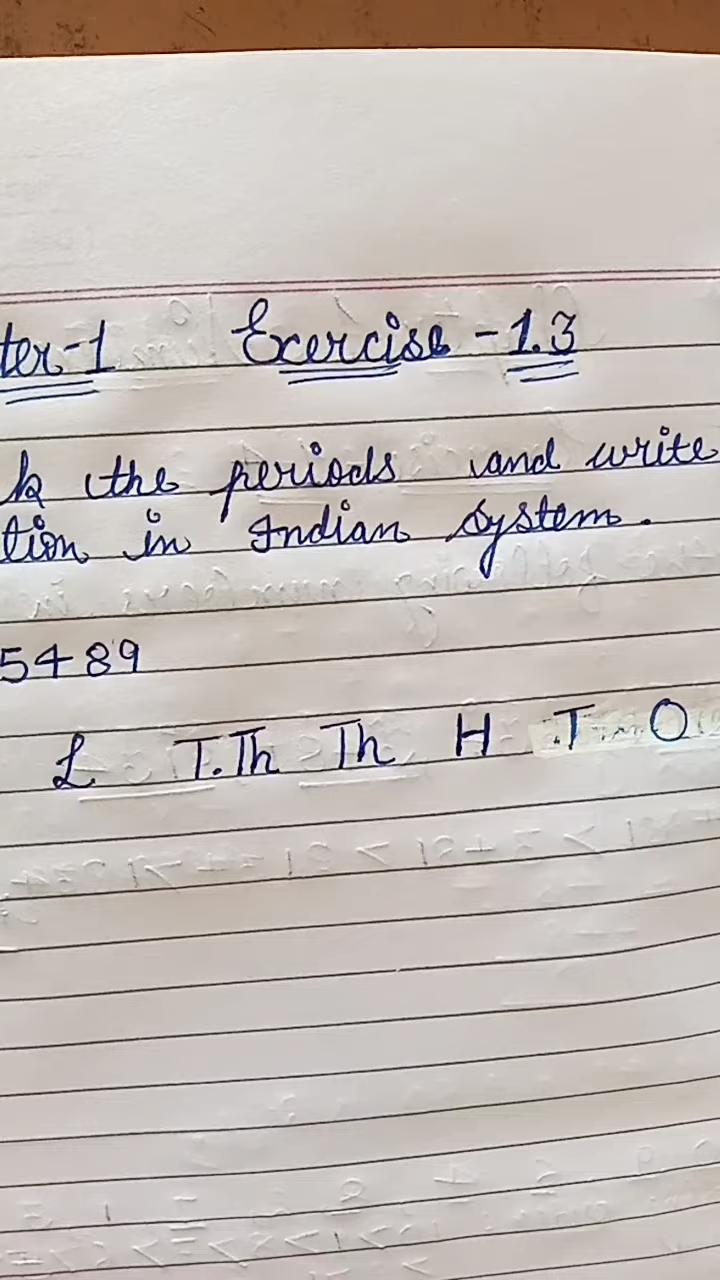 ter-1 Exercise - 1.3
k the periods and write
tion in Indian System.
5489
L T.Th Th H T O